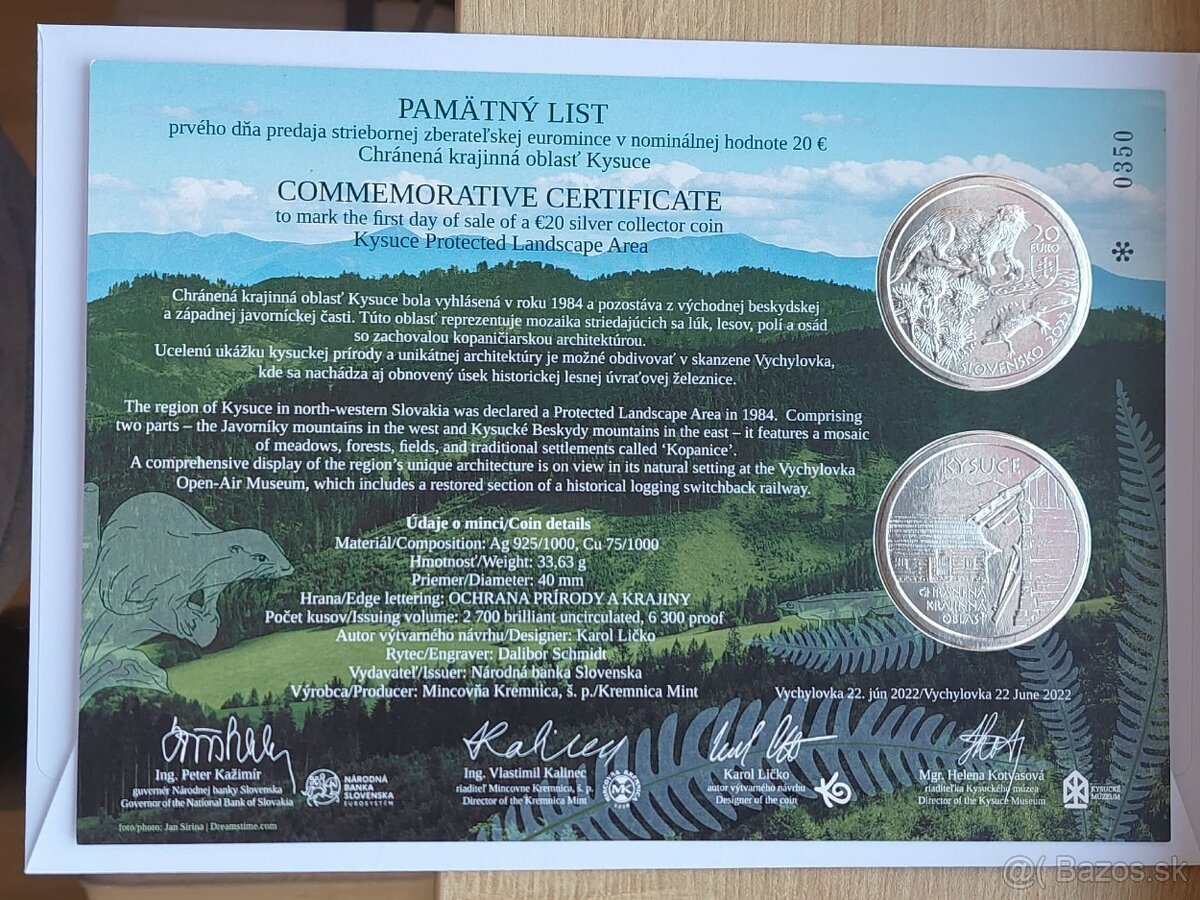 PAMÄTNÝ LIST
prvého dňa predaja striebornej zberateľskej euromince v nominálnej hodnote 20 €
Chránená krajinná oblasť Kysuce
COMMEMORATIVE CERTIFICATE
to mark the first day of sale of a €20 silver collector coin
Kysuce Protected Landscape Area
0350
*
20
EURO
SLOVENSKO 2022
Chránená krajinná oblasť Kysuce bola vyhlásená v roku 1984 a pozostáva z východnej beskydskej
a západnej javorníckej časti. Túto oblasť reprezentuje mozaika striedajúcich sa lúk, lesov, polí a osád
so zachovalou kopaničiarskou architektúrou.
Ucelenú ukážku kysuckej prírody a unikátnej architektúry je možné obdivovať v skanzene Vychylovka,
kde sa nachádza aj obnovený úsek historickej lesnej úvraťovej železnice.
The region of Kysuce in north-western Slovakia was declared a Protected Landscape Area in 1984. Comprising
two parts – the Javorníky mountains in the west and Kysucké Beskydy mountains in the east – it features a mosaic
of meadows, forests, fields, and traditional settlements called ‘Kopanice’.
A comprehensive display of the region’s unique architecture is on view in its natural setting at the Vychylovka
Open-Air Museum, which includes a restored section of a historical logging switchback railway.
KYSUCE
CHRÁNENÁ
KRAJINNÁ
OBLASŤ
Údaje o minci/Coin details
Materiál/Composition: Ag 925/1000, Cu 75/1000
Hmotnosť/Weight: 33,63 g
Priemer/Diameter: 40 mm
Hrana/Edge lettering: OCHRANA PRÍRODY A KRAJINY
Počet kusov/Issuing volume: 2 700 brilliant uncirculated, 6 300 proof
Autor výtvarného návrhu/Designer: Karol Ličko
Rytec/Engraver: Dalibor Schmidt
Vydavateľ/Issuer: Národná banka Slovenska
Výrobca/Producer: Mincovňa Kremnica, š. p./Kremnica Mint
Vychylovka 22. jún 2022/Vychylovka 22 June 2022
Ing. Peter Kažimír
guvernér Národnej banky Slovenska
Governor of the National Bank of Slovakia
NÁRODNÁ
BANKA
SLOVENSKA
EUROSYSTÉM
Ing. Vlastimil Kalinec
riaditeľ Mincovne Kremnica, š. p.
Director of the Kremnica Mint
MK
Karol Ličko
autor výtvarného návrhu
Designer of the coin
Mgr. Helena Kotvasová
riaditeľka Kysuckého múzea
Director of the Kysuce Museum
KYSUCKÉ
MÚZEUM
foto/photo: Jan Sirina | Dreamstime.com
@( Bazos.sk